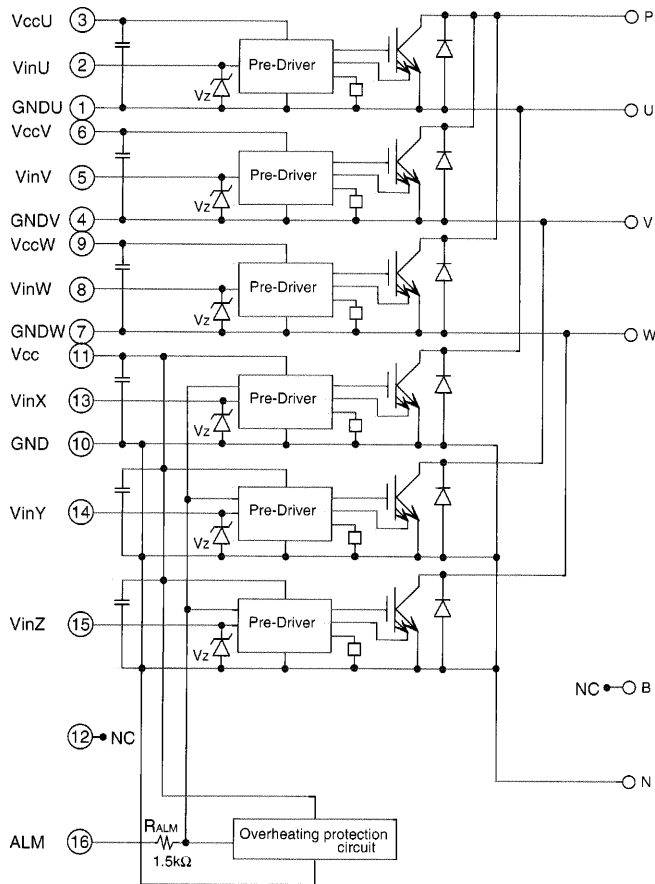 VccU 3 P
VinU 2 Pre-Driver
Vz
GNDU 1 U
VccV 6
VinV 5 Pre-Driver
Vz
GNDV 4 V
VccW 9
VinW 8 Pre-Driver
Vz
GNDW 7 W
Vcc 11
VinX 13 Pre-Driver
Vz
GND 10
VinY 14 Pre-Driver
Vz
VinZ 15 Pre-Driver
Vz
NC B
12 NC
N
ALM 16 RALM 1.5kΩ
Overheating protection
circuit